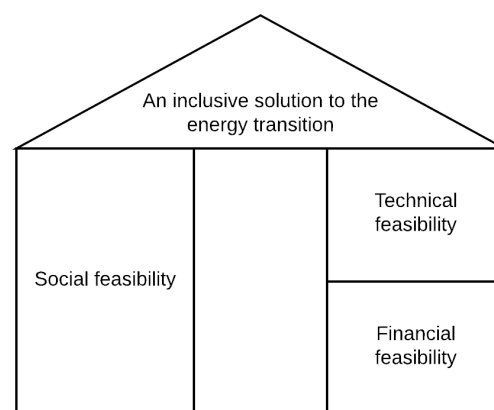 An inclusive solution to the
energy transition
Social feasibility
Technical
feasibility
Financial
feasibility